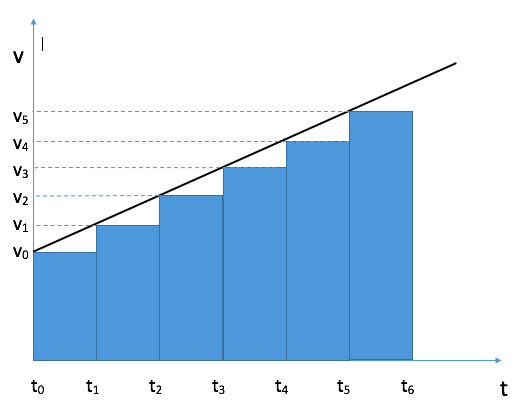 v
v₅
v₄
v₃
v₂
v₁
v₀
t₀ t₁ t₂ t₃ t₄ t₅ t₆ t